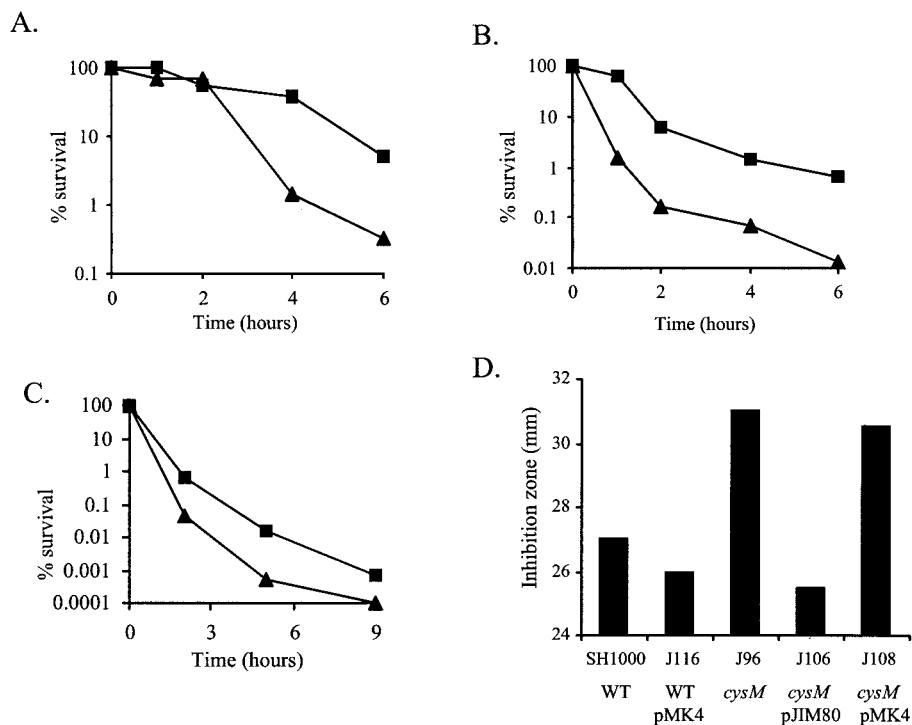 A.
100
10
1
0.1
% survival
0
2
4
6
Time (hours)
B.
100
10
1
0.1
0.01
% survival
0
2
4
6
Time (hours)
C.
100
10
1
0.1
0.01
0.001
0.0001
% survival
0
3
6
9
Time (hours)
D.
32
30
28
26
24
Inhibition zone (mm)
SH1000 J116 J96 J106 J108
WT WT cysM cysM cysM
pMK4 pJIM80 pMK4